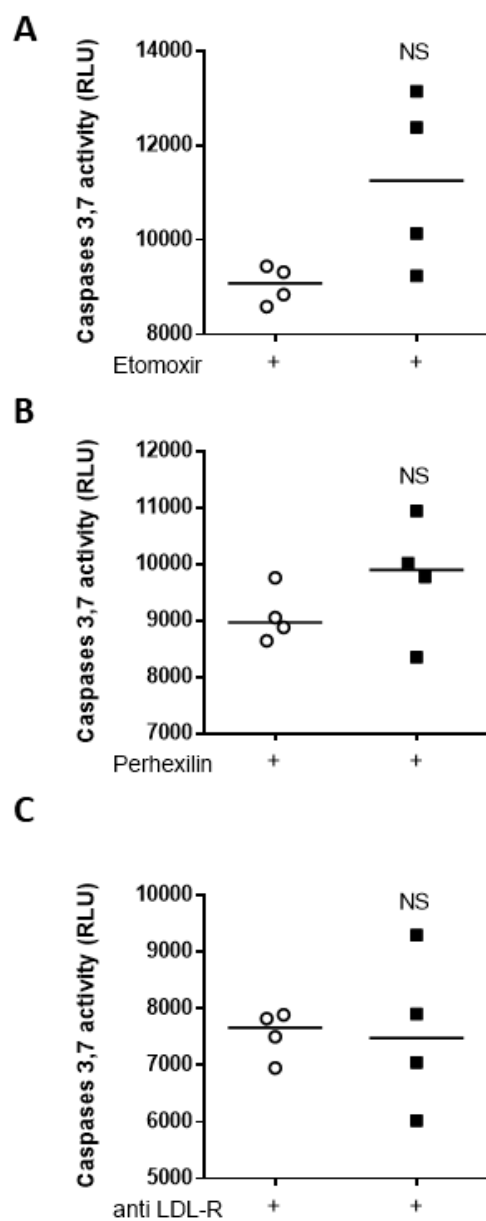 A
Caspases 3,7 activity (RLU)
14000
12000
10000
8000
NS
Etomoxir + +
B
Caspases 3,7 activity (RLU)
12000
11000
10000
9000
8000
7000
NS
Perhexilin + +
C
Caspases 3,7 activity (RLU)
10000
9000
8000
7000
6000
5000
NS
anti LDL-R + +